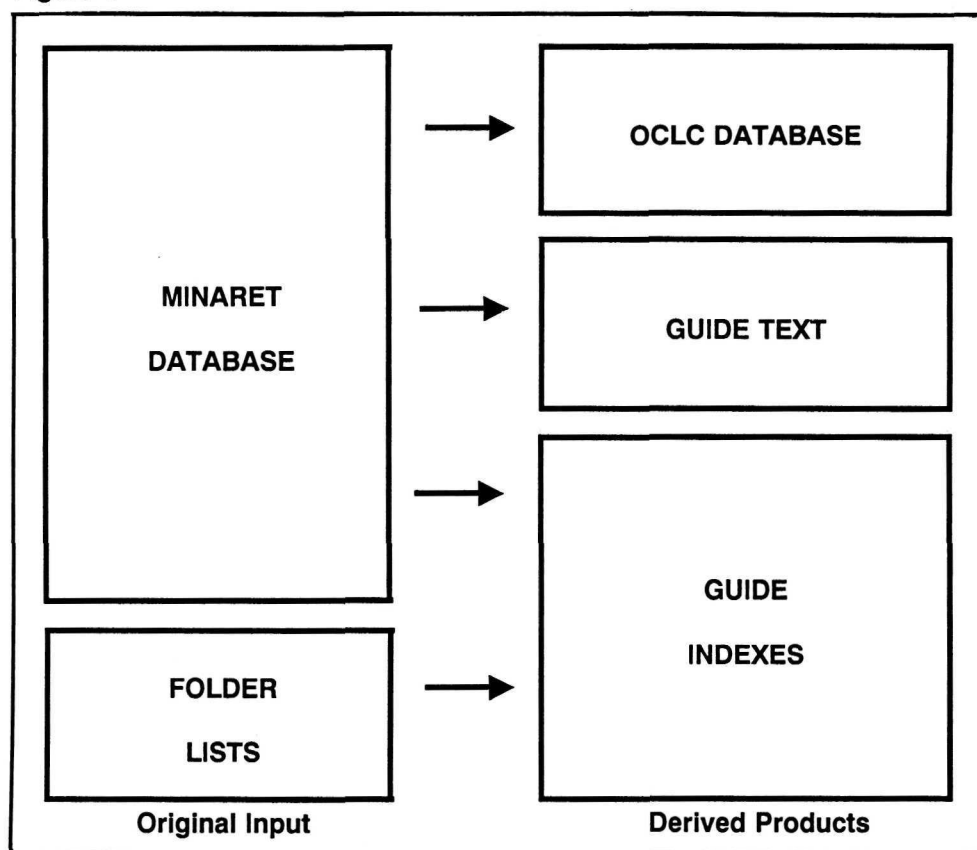 MINARET
DATABASE
FOLDER
LISTS
Original Input
OCLC DATABASE
GUIDE TEXT
GUIDE
INDEXES
Derived Products